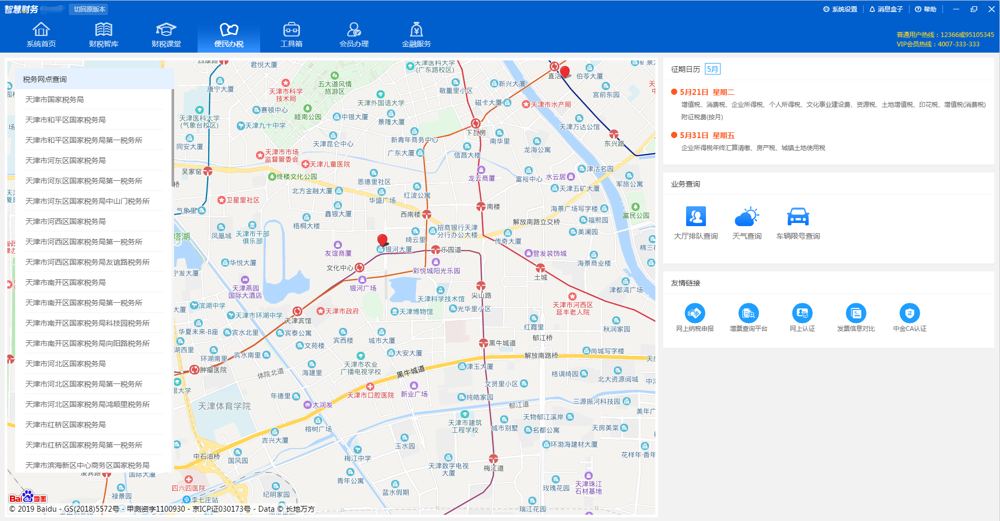 智慧财务
切回原版本
系统设置
消息盒子
帮助
系统首页
财税智库
财税课堂
便民办税
工具箱
会员办理
金融服务
普通用户热线：12366或95105345
VIP会员热线：4007-333-333
税务网点查询
天津市国家税务局
天津市和平区国家税务局
天津市和平区国家税务局第一税务所
天津市河东区国家税务局
天津市河东区国家税务局第一税务所
天津市河东区国家税务局中山门税务所
天津市河西区国家税务局
天津市河西区国家税务局第一税务所
天津市河西区国家税务局友谊路税务所
天津市南开区国家税务局
天津市南开区国家税务局第一税务所
天津市南开区国家税务局科技园税务所
天津市南开区国家税务局向阳路税务所
天津市河北区国家税务局
天津市河北区国家税务局第一税务所
天津市河北区国家税务局鸿顺里税务所
天津市红桥区国家税务局
天津市红桥区国家税务局第一税务所
天津市滨海新区中心商务区国家税务局
君悦大厦
天津医科大学
(广东路校区)
康宁大厦
天津市科学
技术局
五大道风情
旅游区
敬重里小区
新兴大厦
伯苓大厦
宫前东园
天津外国语大学
磁卡大厦
天津市水产局
天津医科大学
(气象台校区)
赛顿中心
睦南公园
中银大厦
景隆大厦
天津九十中学
下瓦房
天津万达公馆
东兴路
同安大厦
天津昆仑中心
新青年商务中心
南华里
龙海公寓
天津市市场
监督管委会
广东大厦
信昌大楼
天津儿童医院
吴家窑
佟楼文化公园
恩德里社区
龙云商厦
富裕中心
水云居
津沽名园
军旅公寓
北方金融大厦
华盛广场
红波公寓
天津五矿大厦
卫星里社区
气象里
鑫银大厦
西南楼
南楼
海景广场写字楼
富民公园
梧桐大楼
解放南路立交桥
福熙园
凤凰城
天津市干部
俱乐部
招商银行天津
分行办公大楼
美澜园
塔湖
绮云里
传奇大厦
友谊商厦
银河大厦
乐园道
登发装饰城
华悦大厦
文化中心
彩悦城阳光乐园
海景商业楼
土城
天津燕园
国际大酒店
银河广场
尖山路
津都湾广场
天津科学技术馆
天津市河西区
延丰老人院
滨湖中学
天津市环湖中学
天津市政府
天津博物馆
光华里小区
天津宾馆
红霞里
秋润家园
华夏未来-B座
宾水北里
宾泰公寓
宾西楼
城市大厦
郁江桥
湖西里
文苑楼
黑牛城道
环湖南里
宾水南里
大安大厦
尚城写字楼
解放南路桥
肿瘤医院
体院北道
海建里
天津市农业
广播电视学校
黑牛城道
津玉大厦
格调绮园
北大资源阅城
文贤里小区
年德里
天津市口腔医院
新业广场
天津体育学院
大润发
纯皓家园
郁江道
三源振河科技园
天津市建筑
工程学校
城市别墅
天物郁江溪岸
名都公寓
天房美棠
榕树广场
吉兴大厦
玉水园
环渤海建材大厦
中石油桥
国风园
梅江中学
天津数字电视
大厦
梅江道
花样年·香年
国际大厦
青年公寓
四六四医院
纪明家园
蓝水假期
玫瑰花园
天津珠江
石材基地
禄景园
李七庄站
瑞江花园
Bai du 地图
© 2019 Baidu - GS(2018)5572号 - 甲测资字1100930 - 京ICP证030173号 - Data © 长地万方
征期日历
5月
5月21日 星期二
增值税、消费税、企业所得税、个人所得税、文化事业建设费、资源税、土地增值税、印花税、增值税(消费税)
附征税费(按月)
5月31日 星期五
企业所得税年终汇算清缴、房产税、城镇土地使用税
业务查询
大厅排队查询
天气查询
车辆限号查询
友情链接
网上纳税申报
增票查询平台
网上认证
发票信息对比
中金CA认证